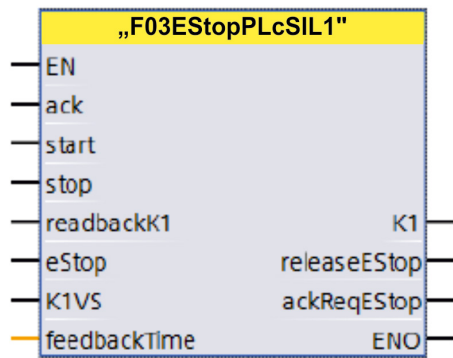 „F03EStopPLcSIL1"
EN
ack
start
stop
readbackK1 K1
eStop releaseEStop
K1VS ackReqEStop
feedbackTime ENO